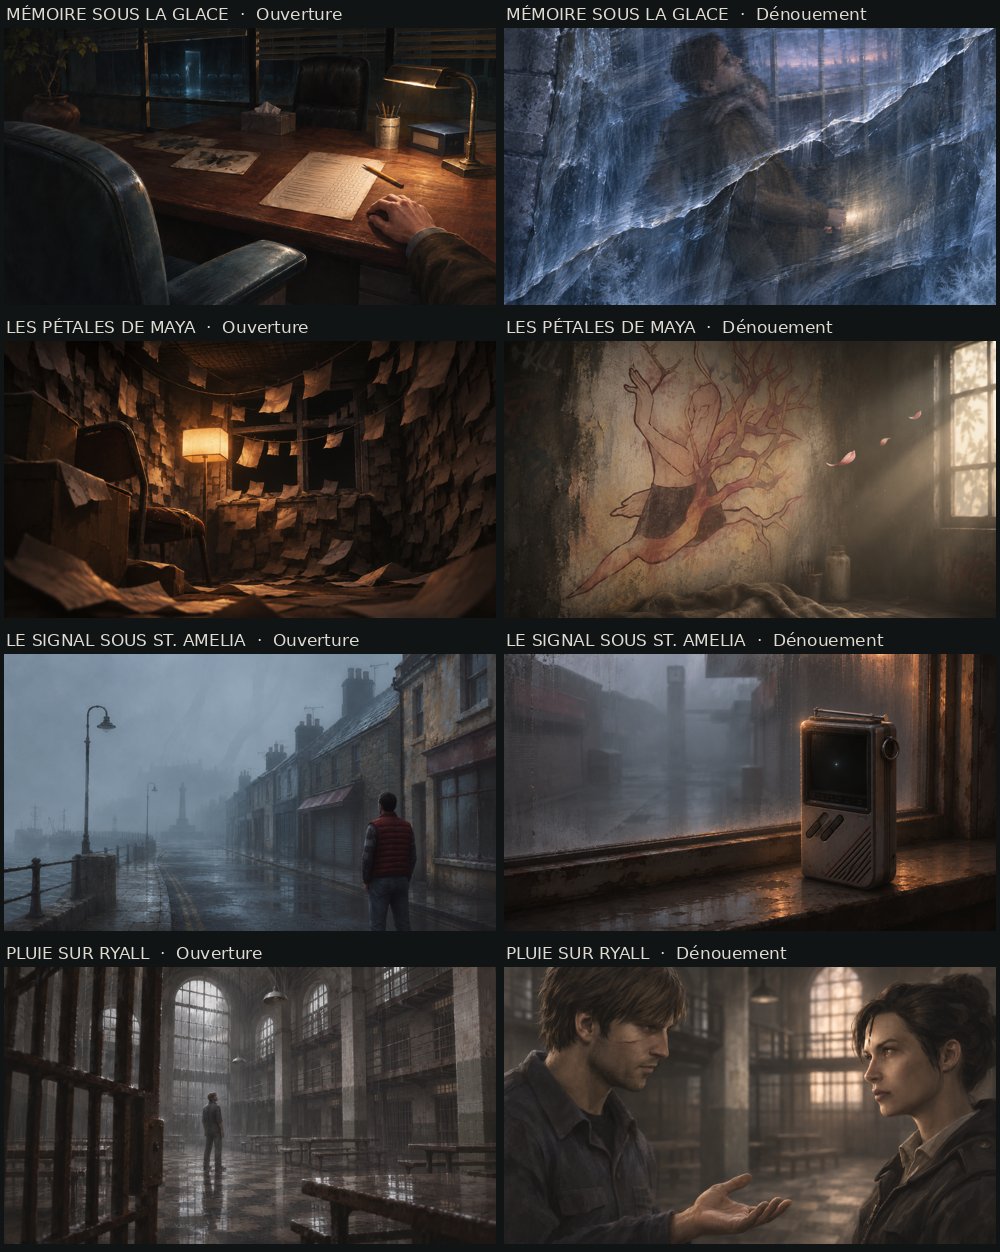 MÉMOIRE SOUS LA GLACE · Ouverture
MÉMOIRE SOUS LA GLACE · Dénouement
LES PÉTALES DE MAYA · Ouverture
LES PÉTALES DE MAYA · Dénouement
LE SIGNAL SOUS ST. AMELIA · Ouverture
LE SIGNAL SOUS ST. AMELIA · Dénouement
PLUIE SUR RYALL · Ouverture
PLUIE SUR RYALL · Dénouement